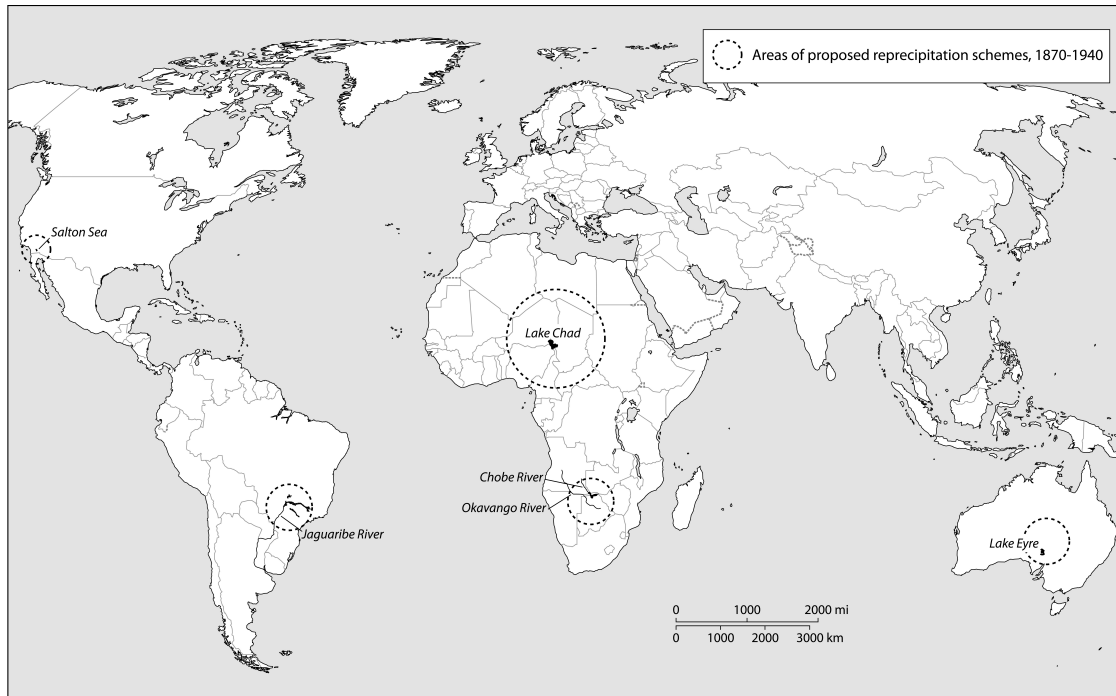 Areas of proposed reprecipitation schemes, 1870-1940
Salton Sea
Lake Chad
Chobe River
Okavango River
Jaguaribe River
Lake Eyre
0 1000 2000 mi
0 1000 2000 3000 km